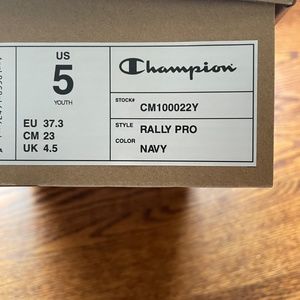 US
5
YOUTH
EU 37.3
CM 23
UK 4.5
Champion
STOCK# CM100022Y
STYLE RALLY PRO
COLOR NAVY